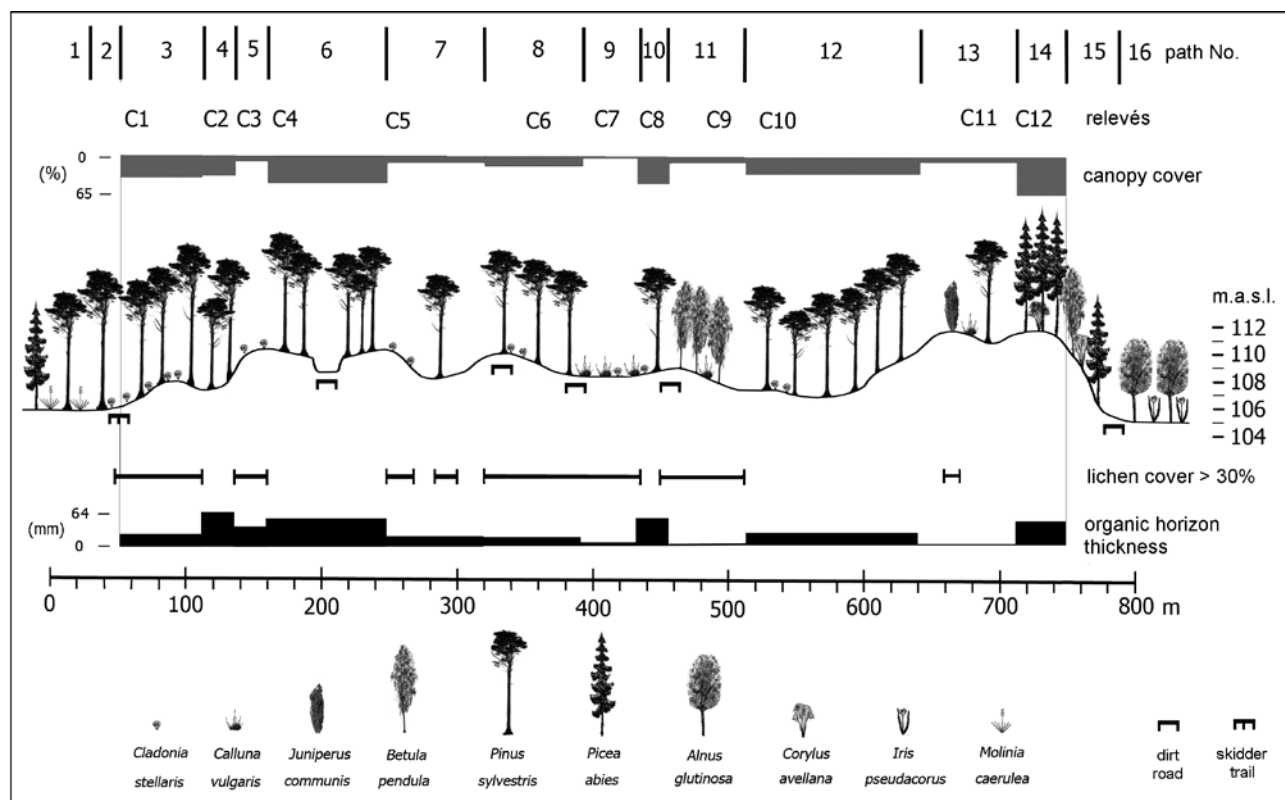 1 2 3 4 5 6 7 8 9 10 11 12 13 14 15 16 path No.
C1 C2 C3 C4 C5 C6 C7 C8 C9 C10 C11 C12 relevés
0
(%)
65
canopy cover
m.a.s.l.
112
110
108
106
104
lichen cover > 30%
64
(mm)
0
organic horizon
thickness
0 100 200 300 400 500 600 700 800 m
Cladonia stellaris
Calluna vulgaris
Juniperus communis
Betula pendula
Pinus sylvestris
Picea abies
Alnus glutinosa
Corylus avellana
Iris pseudacorus
Molinia caerulea
dirt road
skidder trail